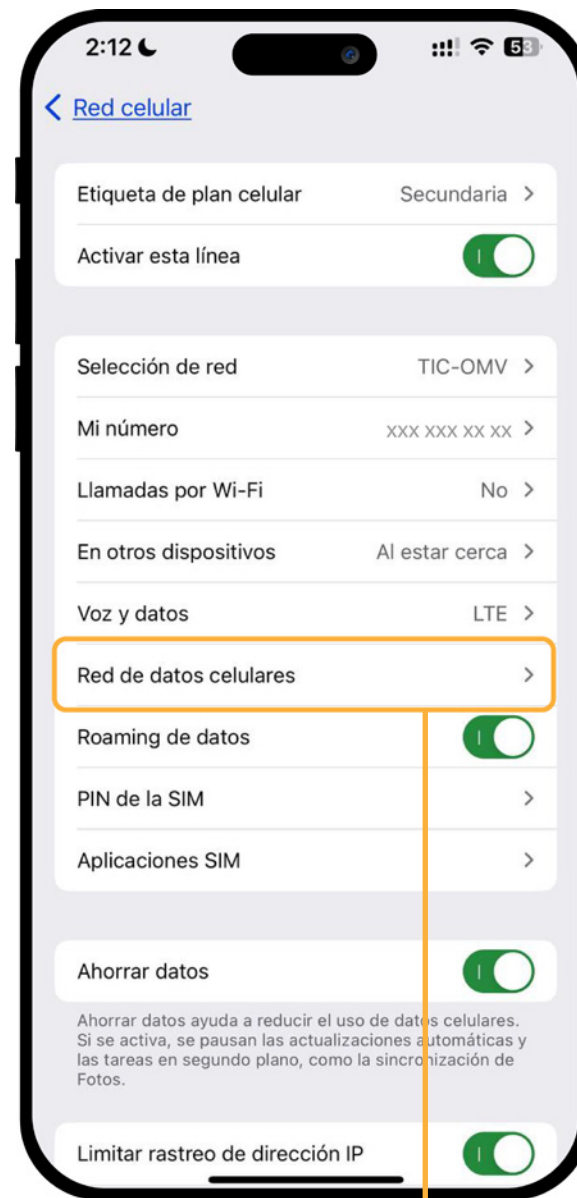 2:12
53
Red celular
Etiqueta de plan celular Secundaria
Activar esta línea
Selección de red TIC-OMV
Mi número xxx xxx xx xx
Llamadas por Wi-Fi No
En otros dispositivos Al estar cerca
Voz y datos LTE
Red de datos celulares
Roaming de datos
PIN de la SIM
Aplicaciones SIM
Ahorrar datos
Ahorrar datos ayuda a reducir el uso de datos celulares.
Si se activa, se pausan las actualizaciones automáticas y
las tareas en segundo plano, como la sincronización de
Fotos.
Limitar rastreo de dirección IP